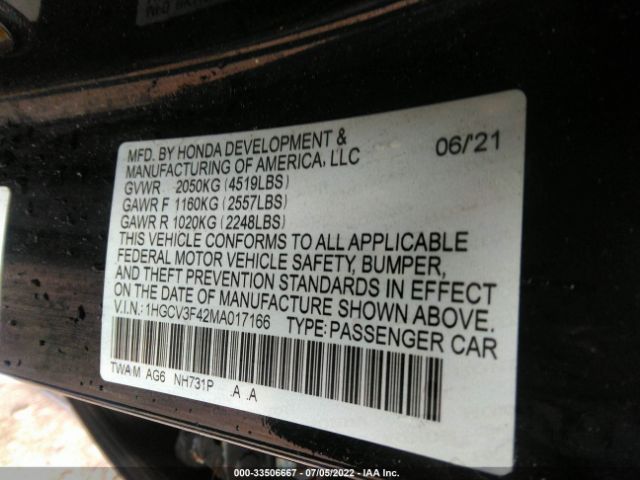 MFD. BY HONDA DEVELOPMENT & 06/'21
MANUFACTURING OF AMERICA, LLC
GVWR 2050KG (4519LBS)
GAWR F 1160KG (2557LBS)
GAWR R 1020KG (2248LBS)
THIS VEHICLE CONFORMS TO ALL APPLICABLE
FEDERAL MOTOR VEHICLE SAFETY, BUMPER,
AND THEFT PREVENTION STANDARDS IN EFFECT
ON THE DATE OF MANUFACTURE SHOWN ABOVE.
V.I.N.: 1HGCV3F42MA017166 TYPE: PASSENGER CAR
TWAM AG6 NH731P .A .A
000-33506667 - 07/05/2022 - IAA Inc.